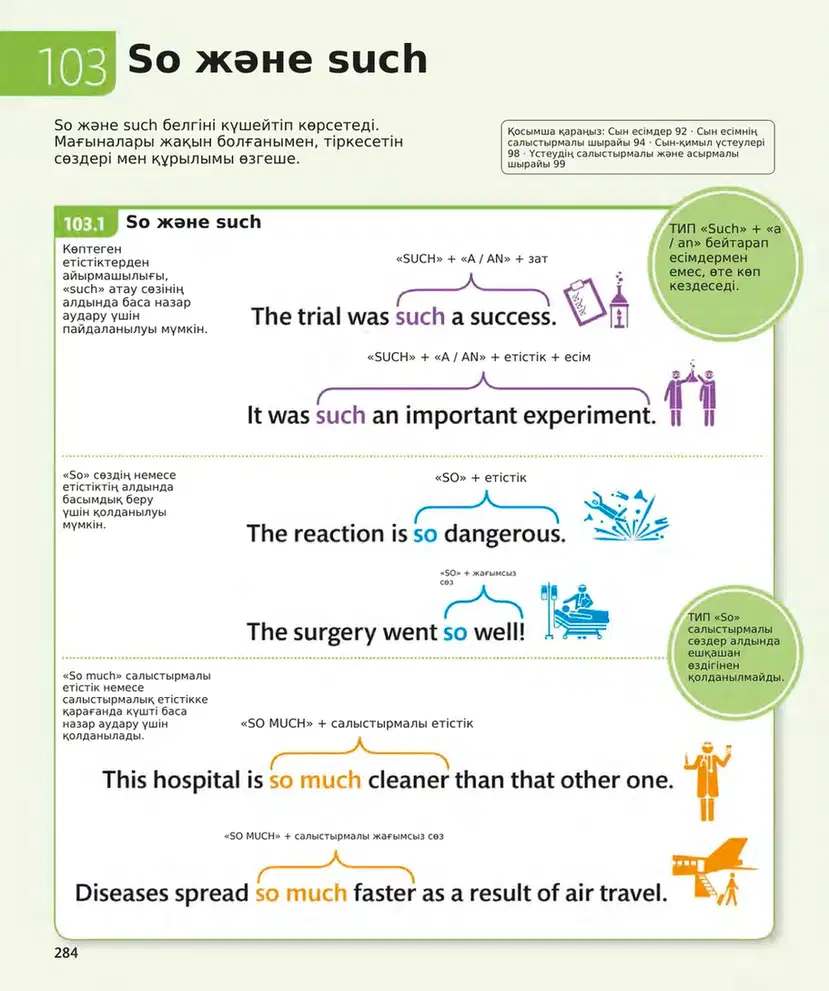 103
So және such
So және such белгіні күшейтіп көрсетеді.
Мағыналары жақын болғанымен, тіркесетін
сөздері мен құрылымы өзгеше.
Қосымша қараңыз: Сын есімдер 92 · Сын есімнің
салыстырмалы шырайы 94 · Сын-қимыл үстеулері
98 · Үстеудің салыстырмалы және асырмалы
шырайы 99
103.1
So және such
Көптеген
етістіктерден
айырмашылығы,
«such» атау сөзінің
алдында баса назар
аудару үшін
пайдаланылуы мүмкін.
«SUCH» + «A / AN» + зат
The trial was such a success.
ТИП «Such» + «a
/ an» бейтарап
есімдермен
емес, өте көп
кездеседі.
«SUCH» + «A / AN» + етістік + есім
It was such an important experiment.
«So» сөздің немесе
етістіктің алдында
басымдық беру
үшін қолданылуы
мүмкін.
«SO» + етістік
The reaction is so dangerous.
«SO» + жағымсыз
сөз
The surgery went so well!
ТИП «So»
салыстырмалы
сөздер алдында
ешқашан
өздігінен
қолданылмайды.
«So much» салыстырмалы
етістік немесе
салыстырмалық етістікке
қарағанда күшті баса
назар аудару үшін
қолданылады.
«SO MUCH» + салыстырмалы етістік
This hospital is so much cleaner than that other one.
«SO MUCH» + салыстырмалы жағымсыз сөз
Diseases spread so much faster as a result of air travel.
284